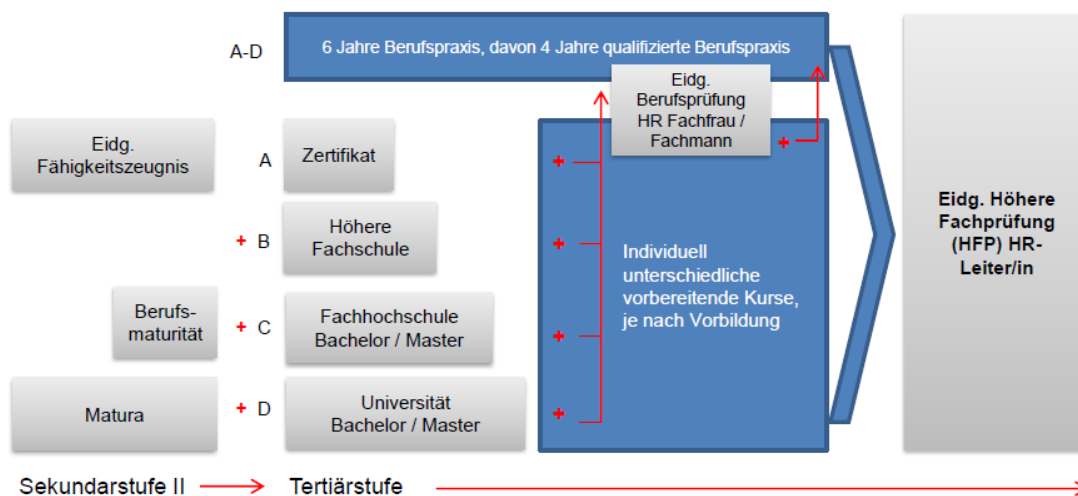 A-D
6 Jahre Berufspraxis, davon 4 Jahre qualifizierte Berufspraxis
Eidg.
Berufsprüfung
HR Fachfrau /
Fachmann
+
Eidg.
Fähigkeitszeugnis
A
Zertifikat
+
+ B
Höhere
Fachschule
+
Individuell
unterschiedliche
vorbereitende Kurse,
je nach Vorbildung
Berufs-
maturität
+ C
Fachhochschule
Bachelor / Master
+
Matura
+ D
Universität
Bachelor / Master
+
Eidg. Höhere
Fachprüfung
(HFP) HR-
Leiter/in
Sekundarstufe II
Tertiärstufe